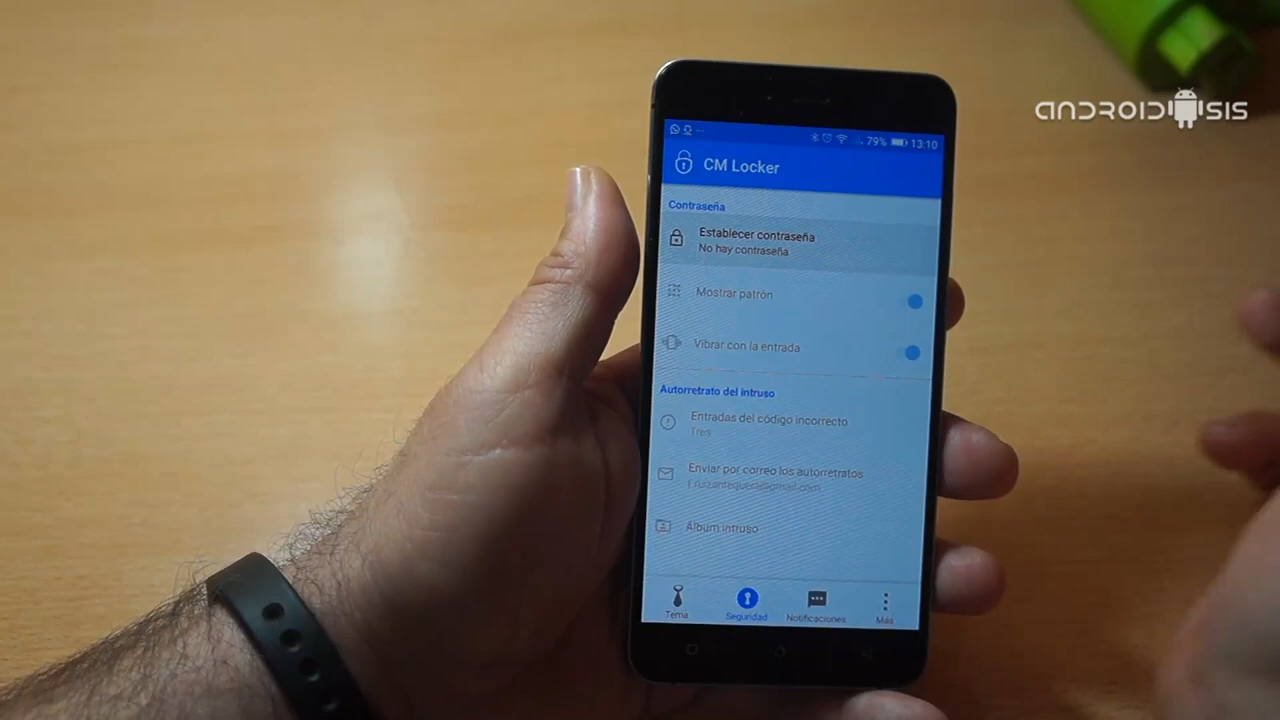 ANDROIDSIS
79% 13:10
CM Locker
Contraseña
Establecer contraseña
No hay contraseña
Mostrar patrón
Vibrar con la entrada
Autorretrato del intruso
Entradas del código incorrecto
Tres
Enviar por correo los autorretratos
Álbum intruso
Tema
Seguridad
Notificaciones
Más